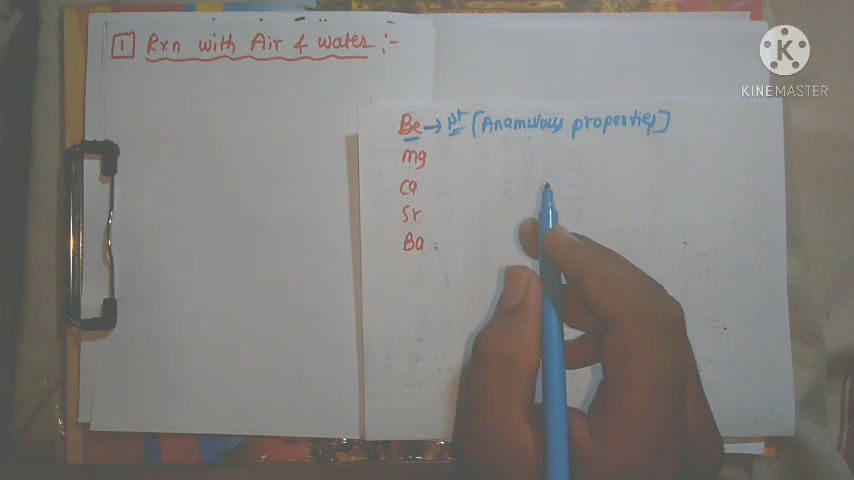 1 Rxn with Air & water :-
Be → [Anamulous properties]
Mg
Ca
Sr
Ba
K
KINEMASTER